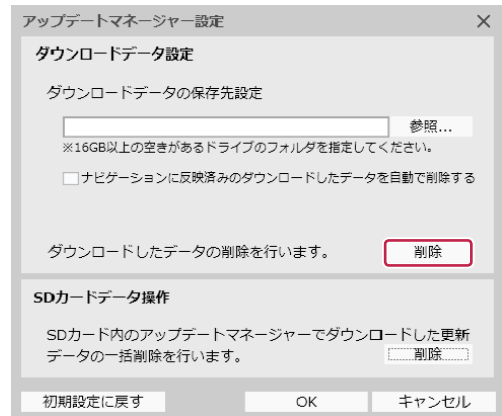 アップデートマネージャー設定
ダウンロードデータ設定
ダウンロードデータの保存先設定
参照...
※16GB以上の空きがあるドライブのフォルダを指定してください。
ナビゲーションに反映済みのダウンロードしたデータを自動で削除する
ダウンロードしたデータの削除を行います。 削除
SDカードデータ操作
SDカード内のアップデートマネージャーでダウンロードした更新
データの一括削除を行います。 削除
初期設定に戻す OK キャンセル